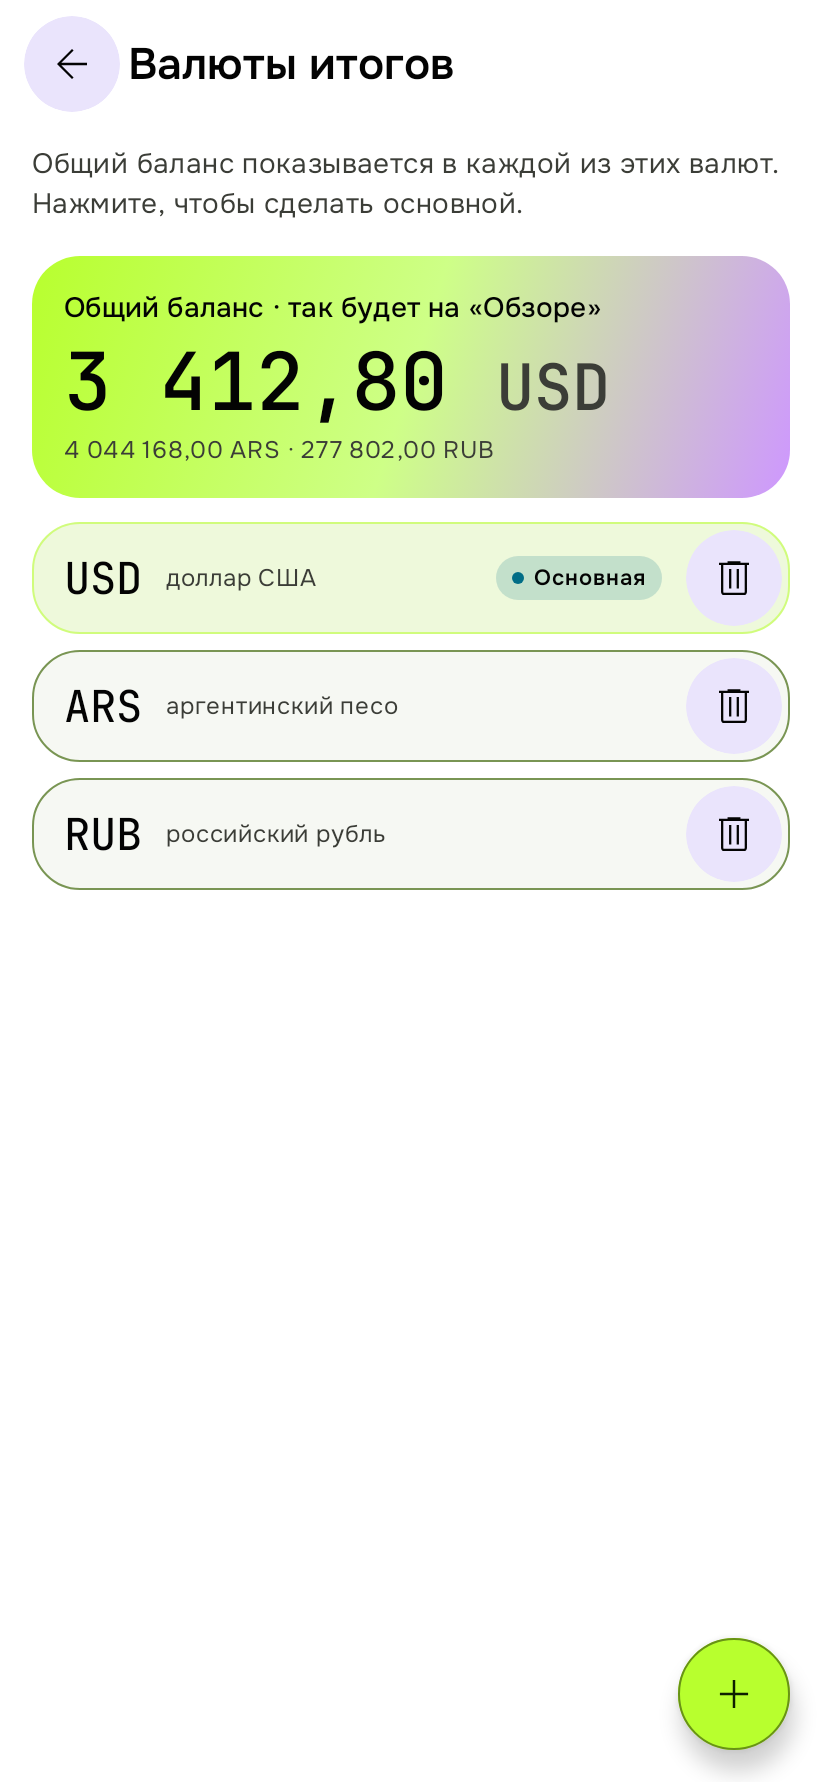 Валюты итогов
Общий баланс показывается в каждой из этих валют.
Нажмите, чтобы сделать основной.
Общий баланс · так будет на «Обзоре»
3 412,80 USD
4 044 168,00 ARS · 277 802,00 RUB
USD доллар США Основная
ARS аргентинский песо
RUB российский рубль